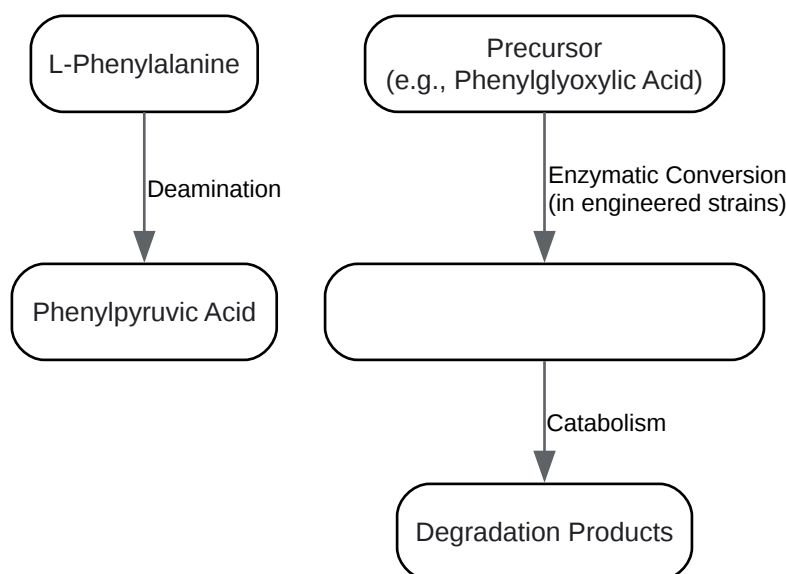 L-Phenylalanine
Precursor
(e.g., Phenylglyoxylic Acid)
Deamination
Enzymatic Conversion
(in engineered strains)
Phenylpyruvic Acid
Catabolism
Degradation Products